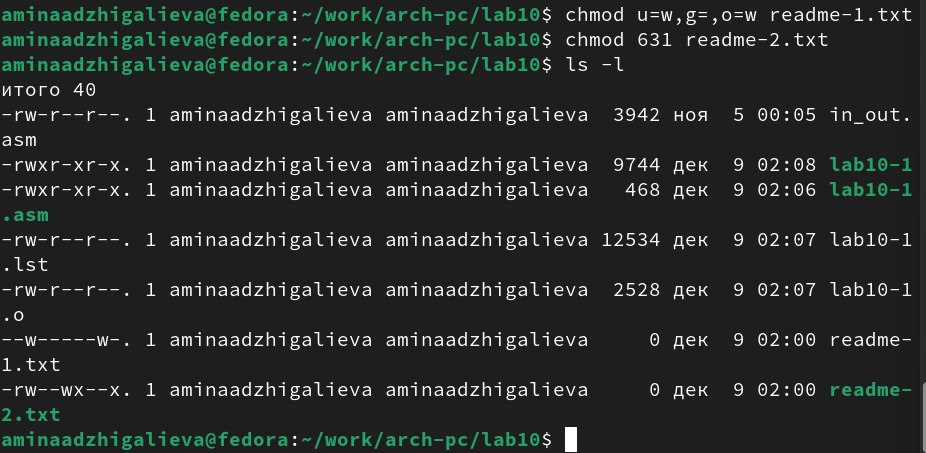 aminaadzhigalieva@fedora:~/work/arch-pc/lab10$ chmod u=w,g=,o=w readme-1.txt
aminaadzhigalieva@fedora:~/work/arch-pc/lab10$ chmod 631 readme-2.txt
aminaadzhigalieva@fedora:~/work/arch-pc/lab10$ ls -l
итого 40
-rw-r--r--. 1 aminaadzhigalieva aminaadzhigalieva  3942 ноя  5 00:05 in_out.
asm
-rwxr-xr-x. 1 aminaadzhigalieva aminaadzhigalieva  9744 дек  9 02:08 lab10-1
-rwxr-xr-x. 1 aminaadzhigalieva aminaadzhigalieva   468 дек  9 02:06 lab10-1
.asm
-rw-r--r--. 1 aminaadzhigalieva aminaadzhigalieva 12534 дек  9 02:07 lab10-1
.lst
-rw-r--r--. 1 aminaadzhigalieva aminaadzhigalieva  2528 дек  9 02:07 lab10-1
.o
--w-----w-. 1 aminaadzhigalieva aminaadzhigalieva     0 дек  9 02:00 readme-
1.txt
-rw--wx--x. 1 aminaadzhigalieva aminaadzhigalieva     0 дек  9 02:00 readme-
2.txt
aminaadzhigalieva@fedora:~/work/arch-pc/lab10$